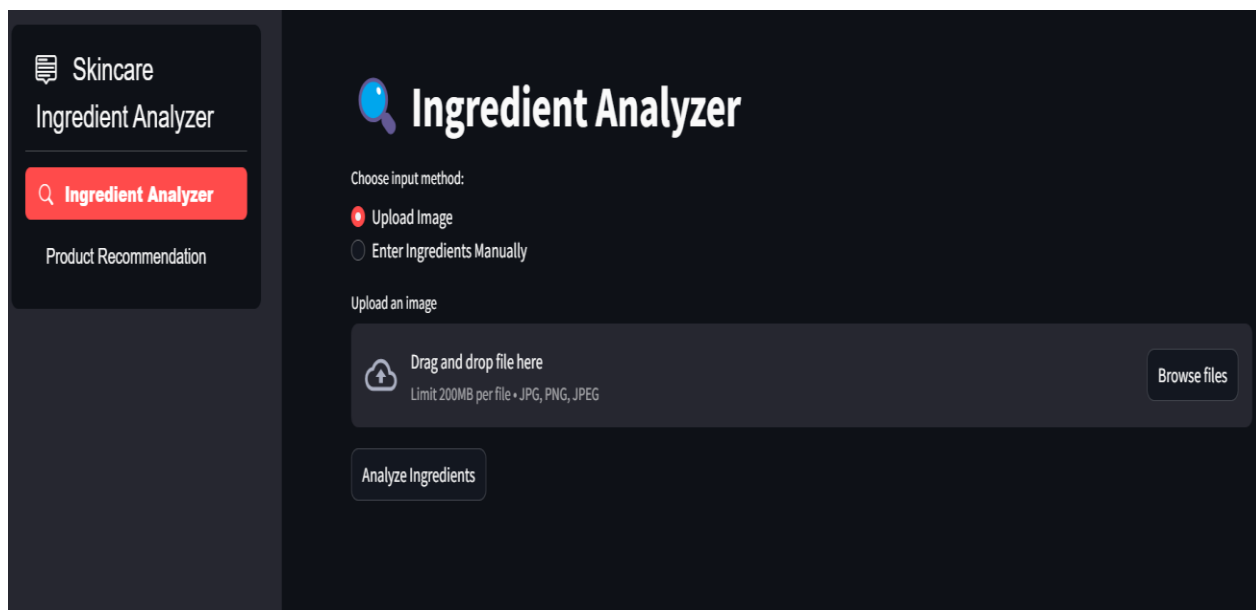 Skincare
Ingredient Analyzer
Ingredient Analyzer
Product Recommendation
Ingredient Analyzer
Choose input method:
Upload Image
Enter Ingredients Manually
Upload an image
Drag and drop file here
Limit 200MB per file • JPG, PNG, JPEG
Browse files
Analyze Ingredients